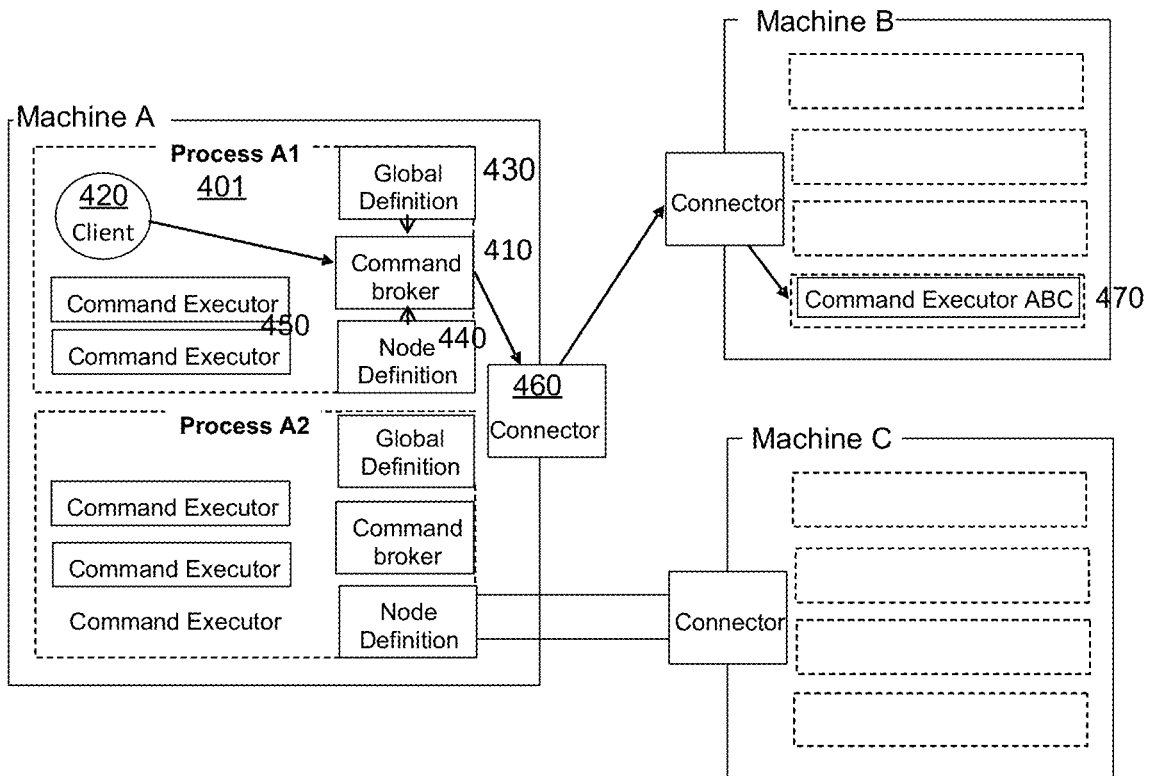 Machine B
Machine A
Process A1
401
420
Client
Global
Definition
430
Command
broker
410
Command Executor
450
Command Executor
Node
Definition
440
460
Connector
Connector
Command Executor ABC
470
Process A2
Global
Definition
Command Executor
Command
broker
Command Executor
Command Executor
Node
Definition
Machine C
Connector